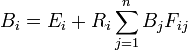 B_i = E_i + R_i \sum_{j=1}^{n} B_j F_{ij}